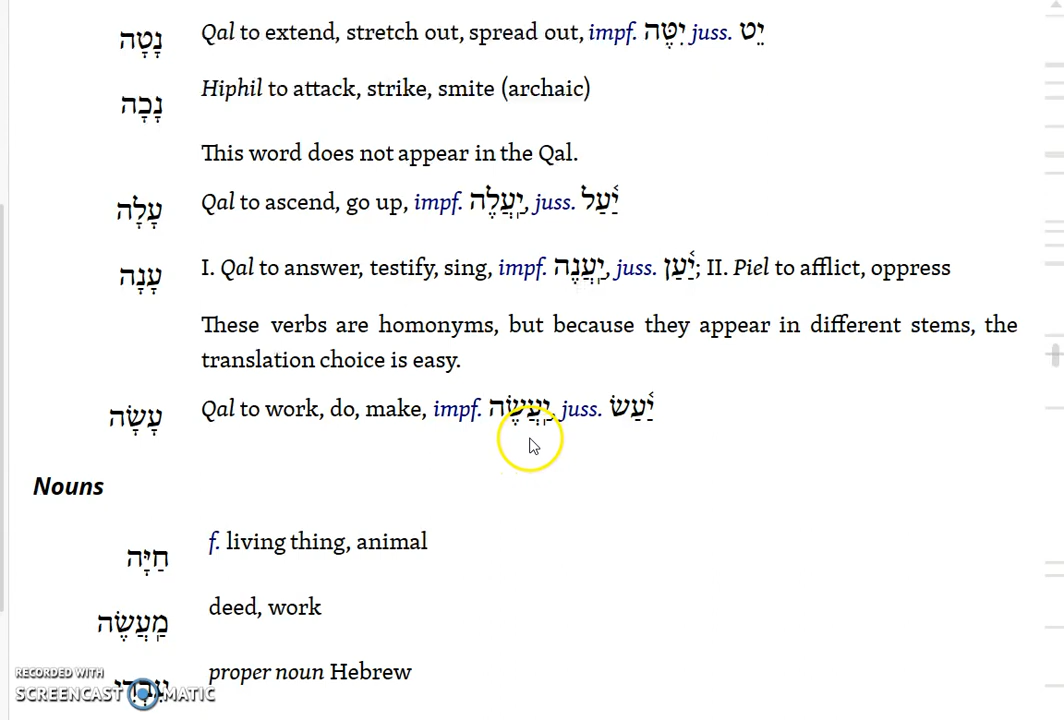 נָטָה Qal to extend, stretch out, spread out, impf. יִטֶּה juss. יֵט
נָכָה Hiphil to attack, strike, smite (archaic)
This word does not appear in the Qal.
עָלָה Qal to ascend, go up, impf. יַֽעֲלֶה, juss. יַ֫עַל
עָנָה I. Qal to answer, testify, sing, impf. יַֽעֲנֶה, juss. יַ֫עַן; II. Piel to afflict, oppress
These verbs are homonyms, but because they appear in different stems, the
translation choice is easy.
עָשָׂה Qal to work, do, make, impf. יַֽעֲשֶׂה, juss. יַ֫עַשׂ
Nouns
חַיָּה f. living thing, animal
מַֽעֲשֶׂה deed, work
עִבְרִי proper noun Hebrew
RECORDED WITH
SCREENCAST MATIC